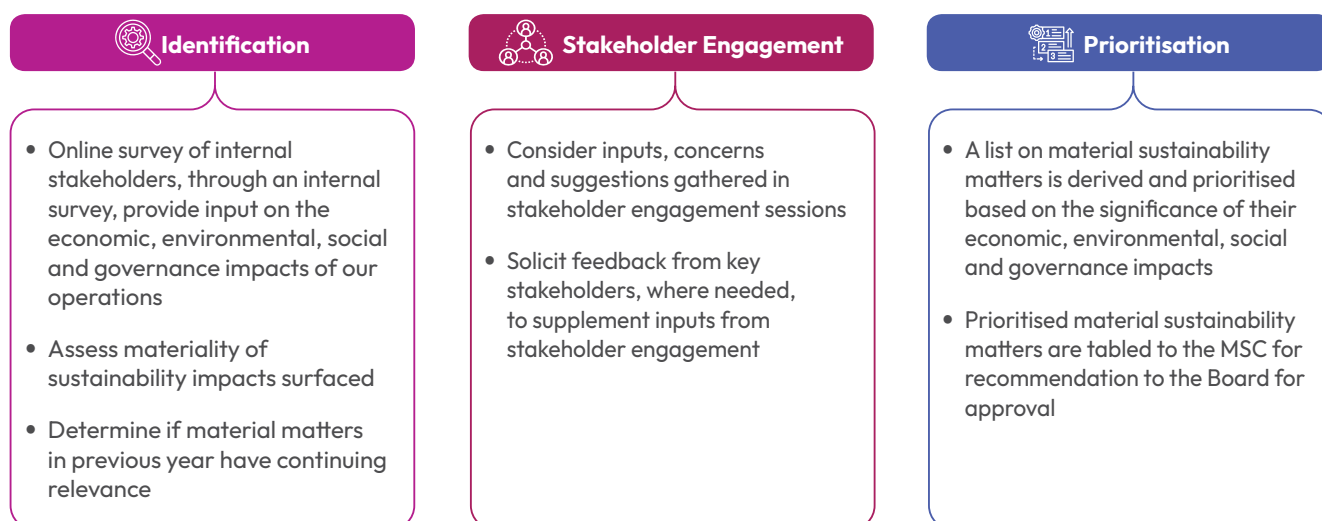 Identification
• Online survey of internal
stakeholders, through an internal
survey, provide input on the
economic, environmental, social
and governance impacts of our
operations
• Assess materiality of
sustainability impacts surfaced
• Determine if material matters
in previous year have continuing
relevance
Stakeholder Engagement
• Consider inputs, concerns
and suggestions gathered in
stakeholder engagement sessions
• Solicit feedback from key
stakeholders, where needed,
to supplement inputs from
stakeholder engagement
1
2
3
Prioritisation
• A list on material sustainability
matters is derived and prioritised
based on the significance of their
economic, environmental, social
and governance impacts
• Prioritised material sustainability
matters are tabled to the MSC for
recommendation to the Board for
approval